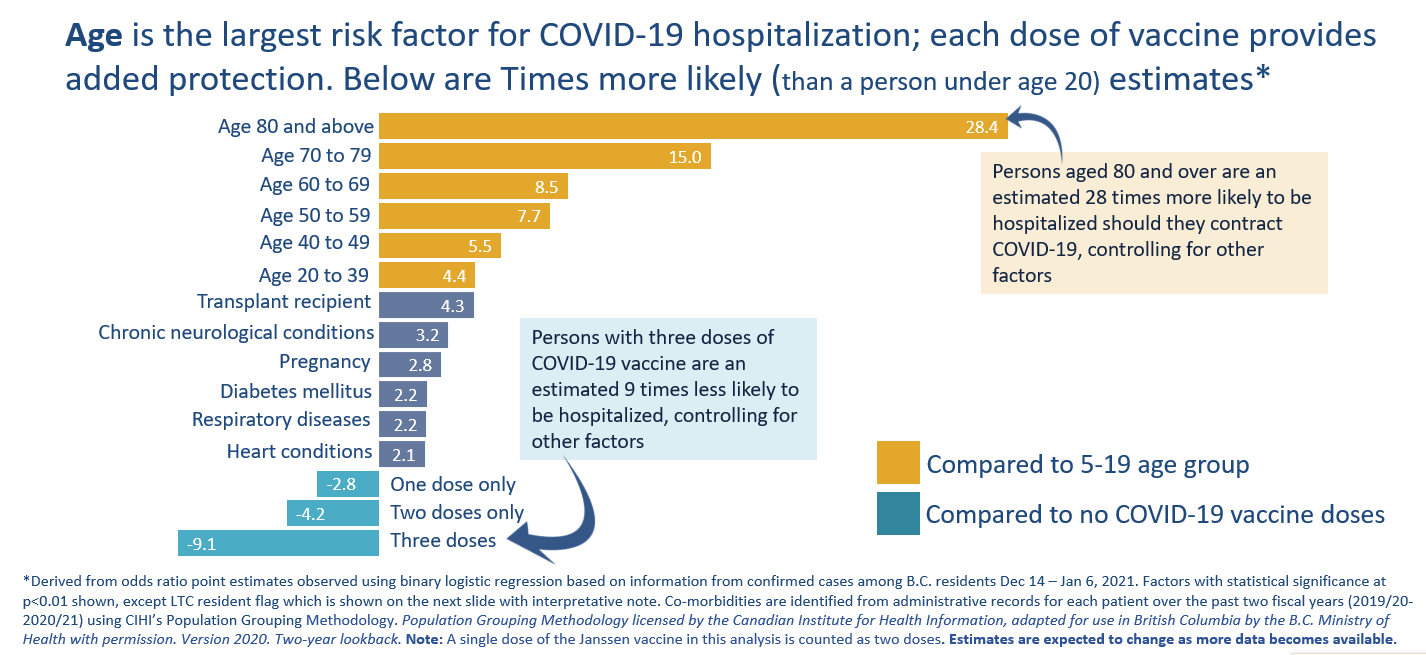 Age is the largest risk factor for COVID-19 hospitalization; each dose of vaccine provides
added protection. Below are Times more likely (than a person under age 20) estimates*
Age 80 and above 28.4
Age 70 to 79 15.0
Age 60 to 69 8.5
Age 50 to 59 7.7
Age 40 to 49 5.5
Age 20 to 39 4.4
Transplant recipient 4.3
Chronic neurological conditions 3.2
Pregnancy 2.8
Diabetes mellitus 2.2
Respiratory diseases 2.2
Heart conditions 2.1
-2.8 One dose only
-4.2 Two doses only
-9.1 Three doses
Persons aged 80 and over are an
estimated 28 times more likely to be
hospitalized should they contract
COVID-19, controlling for other
factors
Persons with three doses of
COVID-19 vaccine are an
estimated 9 times less likely to
be hospitalized, controlling for
other factors
Compared to 5-19 age group
Compared to no COVID-19 vaccine doses
*Derived from odds ratio point estimates observed using binary logistic regression based on information from confirmed cases among B.C. residents Dec 14 – Jan 6, 2021. Factors with statistical significance at
p<0.01 shown, except LTC resident flag which is shown on the next slide with interpretative note. Co-morbidities are identified from administrative records for each patient over the past two fiscal years (2019/20-
2020/21) using CIHI's Population Grouping Methodology. Population Grouping Methodology licensed by the Canadian Institute for Health Information, adapted for use in British Columbia by the B.C. Ministry of
Health with permission. Version 2020. Two-year lookback. Note: A single dose of the Janssen vaccine in this analysis is counted as two doses. Estimates are expected to change as more data becomes available.